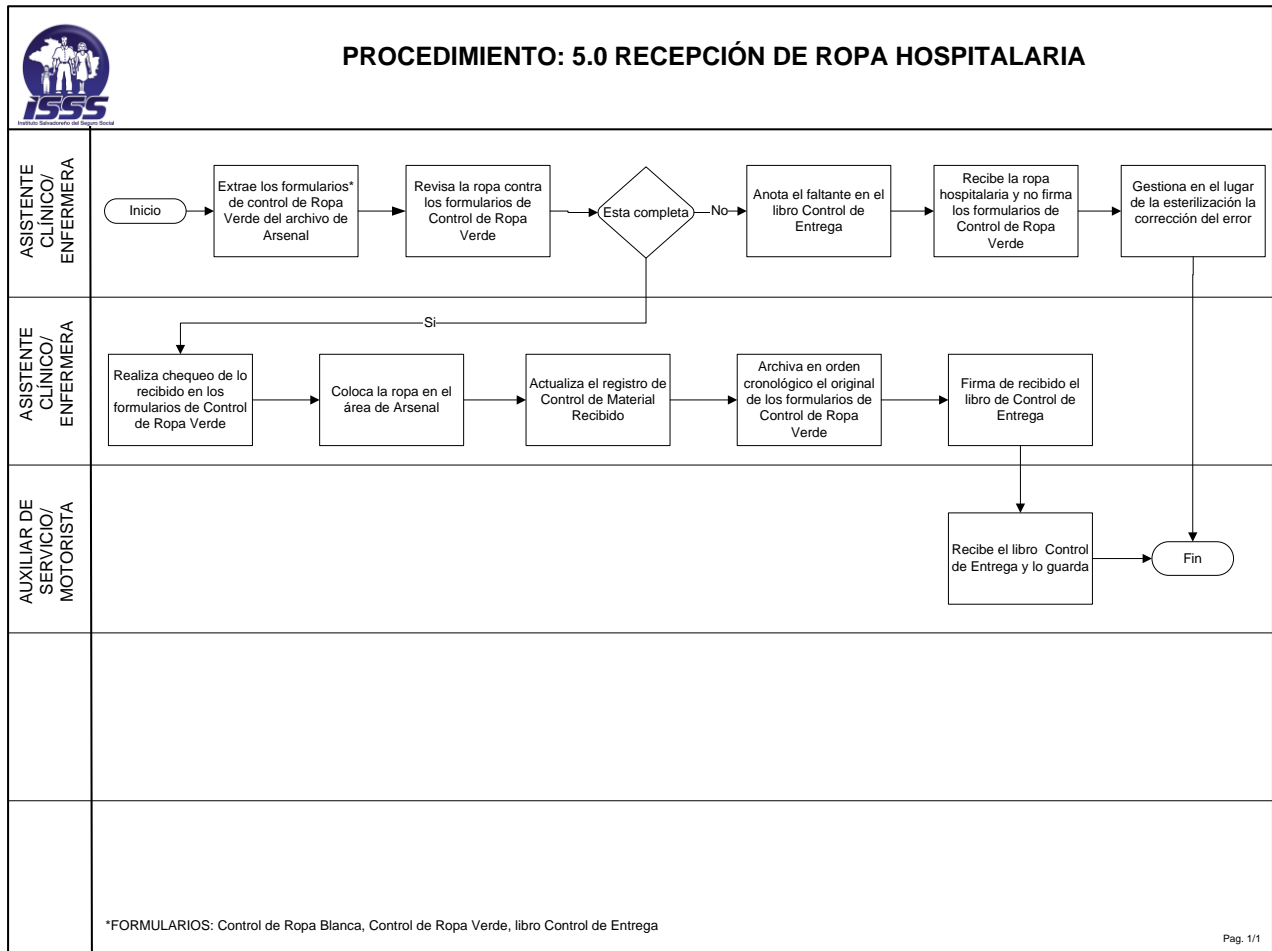 PROCEDIMIENTO: 5.0 RECEPCIÓN DE ROPA HOSPITALARIA
ISSS
Instituto Salvadoreño del Seguro Social
ASISTENTE
CLÍNICO/
ENFERMERA
Inicio
Extrae los formularios*
de control de Ropa
Verde del archivo de
Arsenal
Revisa la ropa contra
los formularios de
Control de Ropa
Verde
Esta completa
No
Anota el faltante en el
libro Control de
Entrega
Recibe la ropa
hospitalaria y no firma
los formularios de
Control de Ropa
Verde
Gestiona en el lugar
de la esterilización la
corrección del error
Si
ASISTENTE
CLÍNICO/
ENFERMERA
Realiza chequeo de lo
recibido en los
formularios de Control
de Ropa Verde
Coloca la ropa en el
área de Arsenal
Actualiza el registro de
Control de Material
Recibido
Archiva en orden
cronológico el original
de los formularios de
Control de Ropa
Verde
Firma de recibido el
libro de Control de
Entrega
AUXILIAR DE
SERVICIO/
MOTORISTA
Recibe el libro Control
de Entrega y lo guarda
Fin
*FORMULARIOS: Control de Ropa Blanca, Control de Ropa Verde, libro Control de Entrega
Pag. 1/1